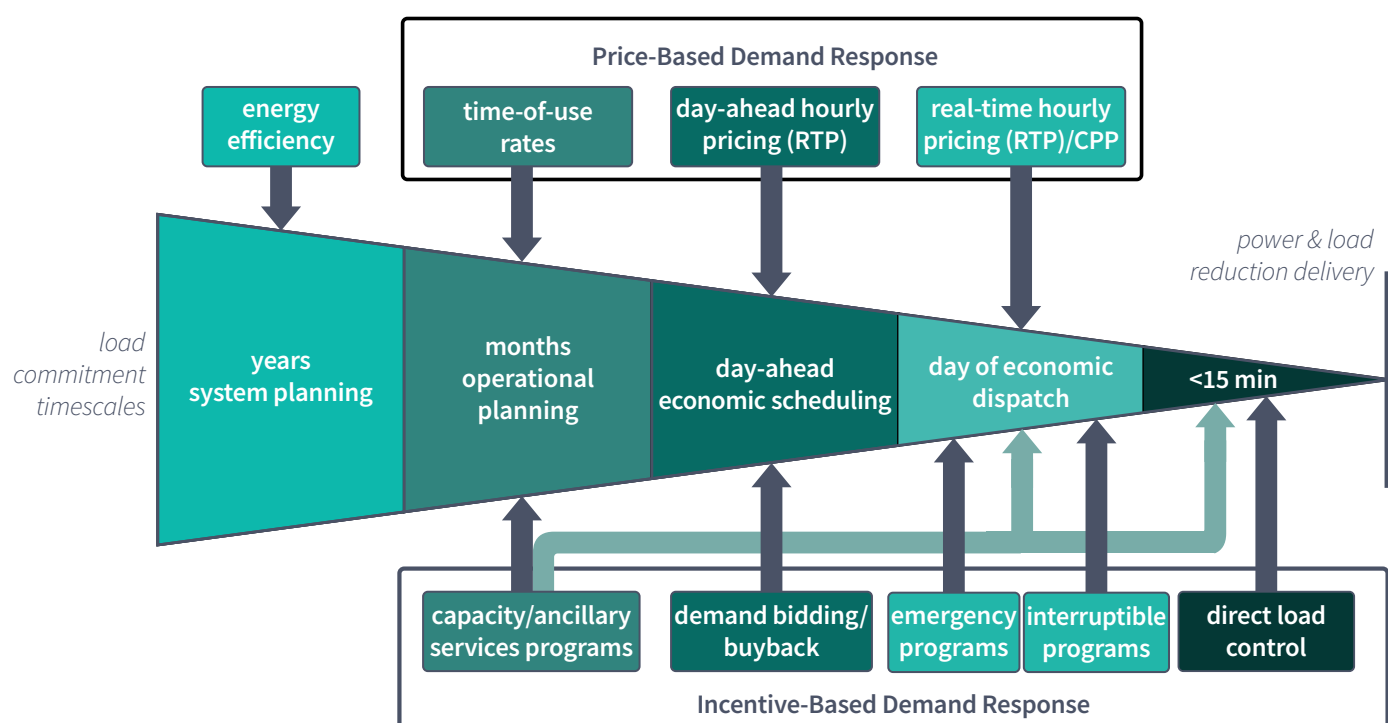 Price-Based Demand Response
energy
efficiency
time-of-use
rates
day-ahead hourly
pricing (RTP)
real-time hourly
pricing (RTP)/CPP
power & load
reduction delivery
load
commitment
timescales
years
system planning
months
operational
planning
day-ahead
economic scheduling
day of economic
dispatch
<15 min
capacity/ancillary
services programs
demand bidding/
buyback
emergency
programs
interruptible
programs
direct load
control
Incentive-Based Demand Response